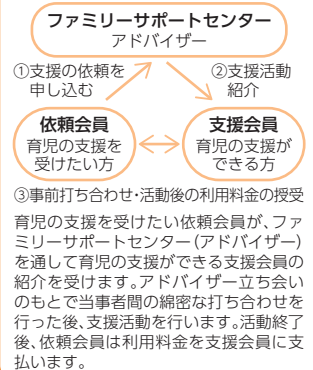 ファミリーサポートセンター
アドバイザー
①支援の依頼を
申し込む
②支援活動
紹介
依頼会員
育児の支援を
受けたい方
支援会員
育児の支援が
できる方
③事前打ち合わせ・活動後の利用料金の授受
育児の支援を受けたい依頼会員が、ファ
ミリーサポートセンター(アドバイザー)
を通して育児の支援ができる支援会員の
紹介を受けます。アドバイザー立ち会い
のもとで当事者間の綿密な打ち合わせを
行った後、支援活動を行います。活動終了
後、依頼会員は利用料金を支援会員に支
払います。